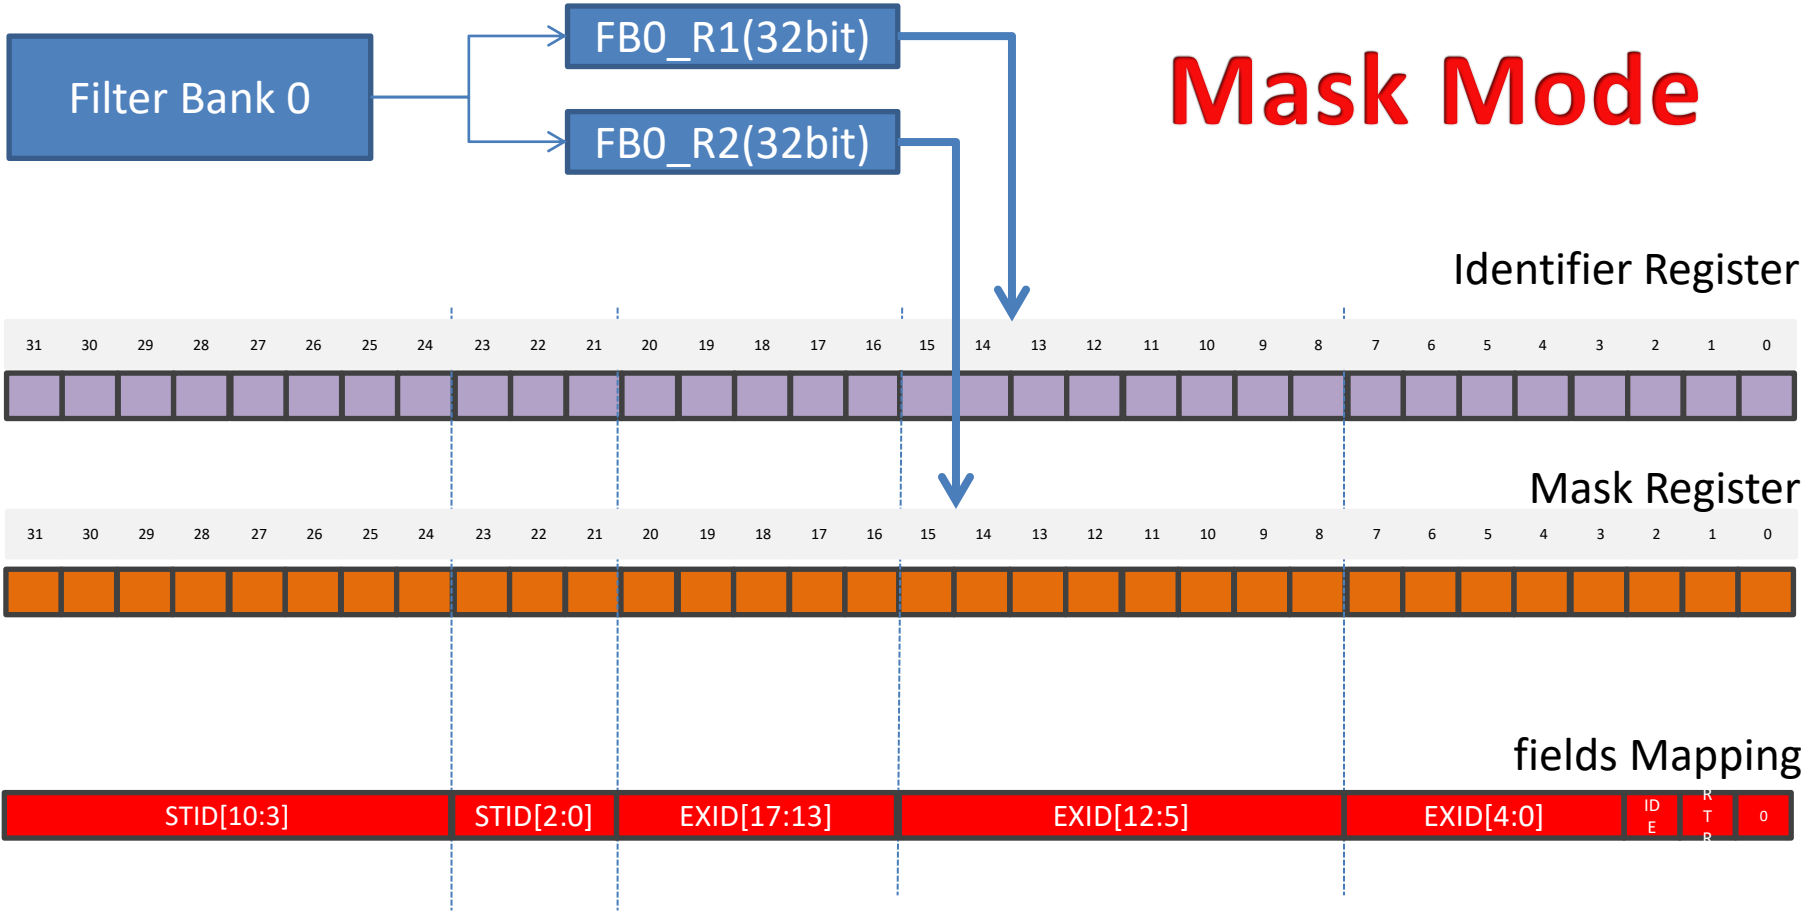 FB0_R1(32bit)
Mask Mode
Filter Bank 0
FB0_R2(32bit)
Identifier Register
31 30 29 28 27 26 25 24 23 22 21 20 19 18 17 16 15 14 13 12 11 10 9 8 7 6 5 4 3 2 1 0
Mask Register
31 30 29 28 27 26 25 24 23 22 21 20 19 18 17 16 15 14 13 12 11 10 9 8 7 6 5 4 3 2 1 0
fields Mapping
STID[10:3] STID[2:0] EXID[17:13] EXID[12:5] EXID[4:0] IDE RTR 0